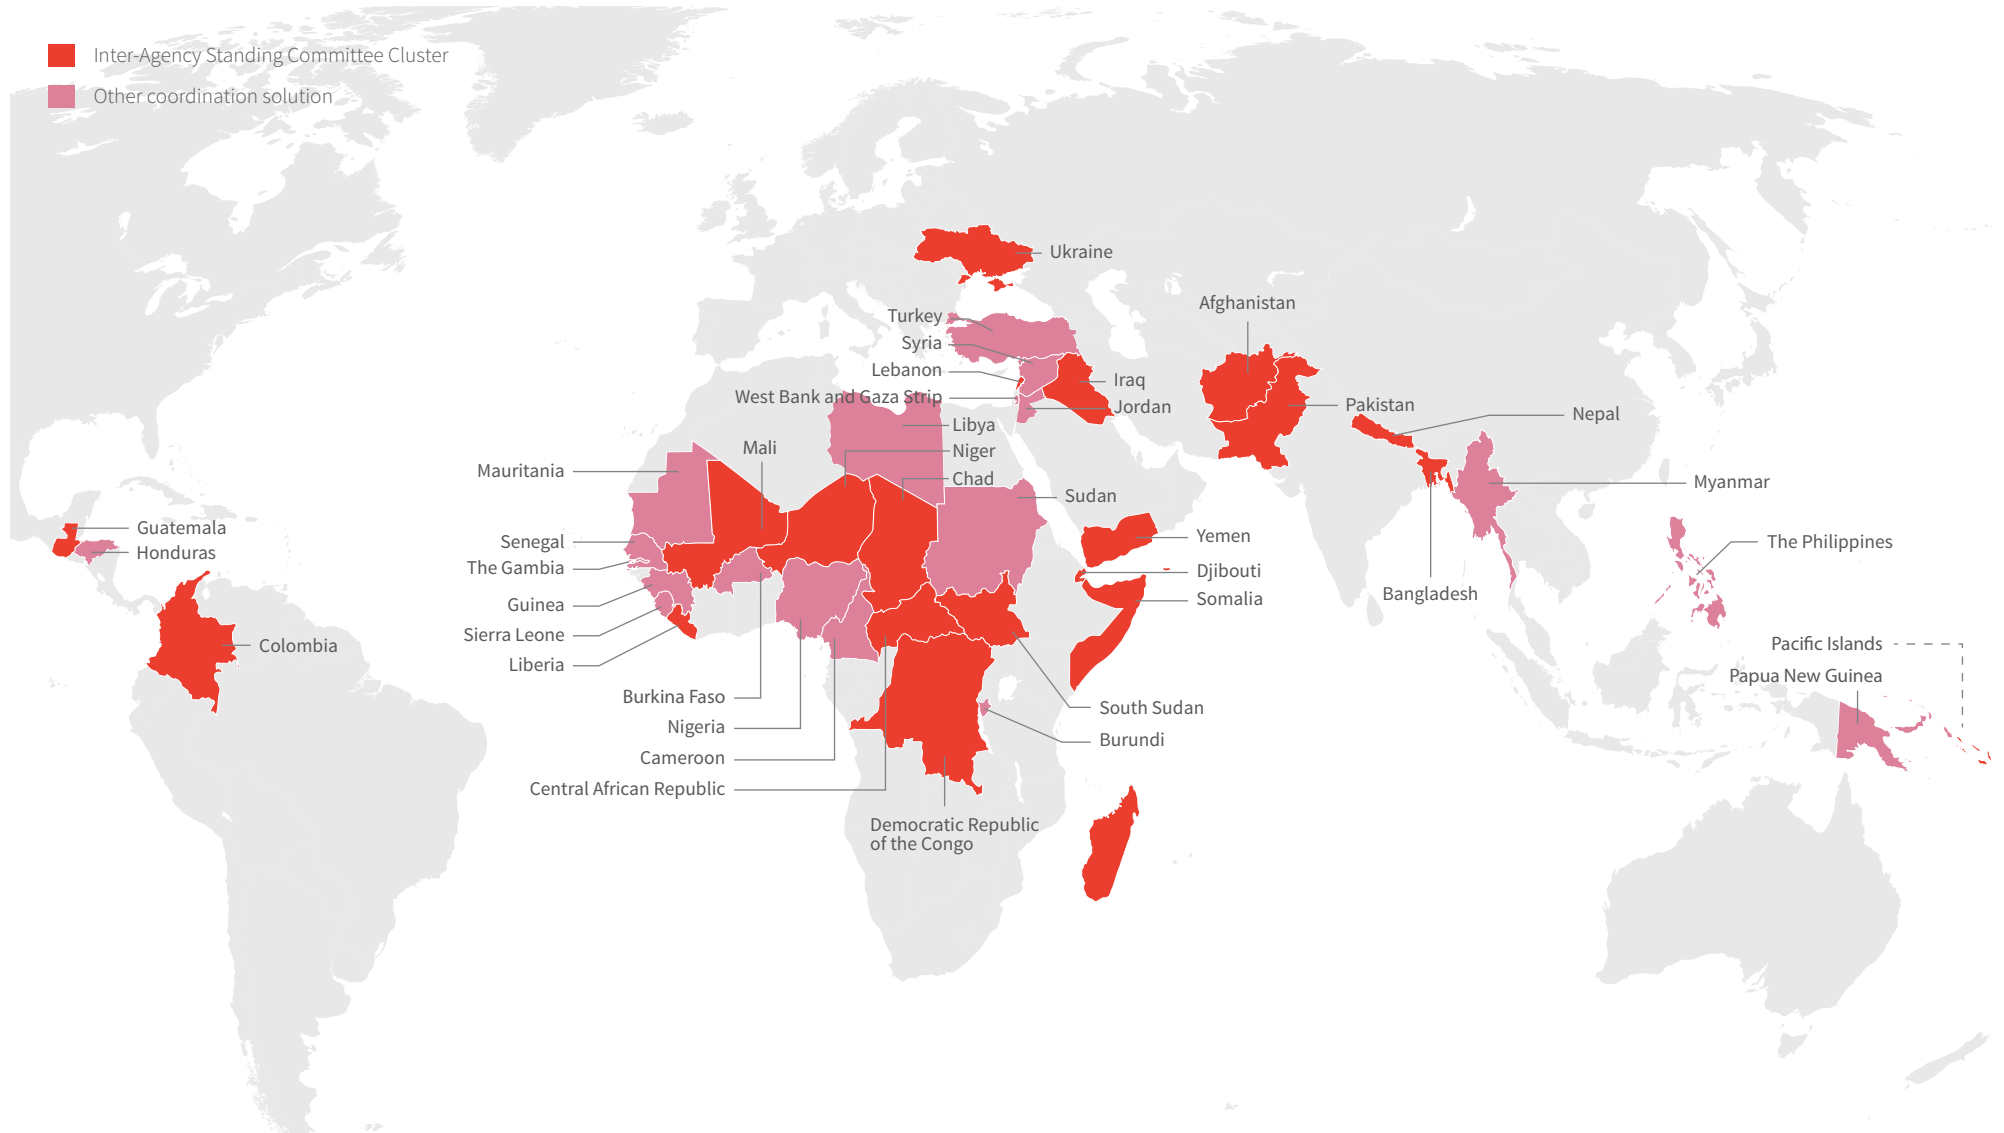 Inter-Agency Standing Committee Cluster
Other coordination solution
Ukraine
Afghanistan
Turkey
Syria
Lebanon
Iraq
West Bank and Gaza Strip
Jordan
Pakistan
Nepal
Libya
Mali
Niger
Mauritania
Chad
Myanmar
Sudan
Guatemala
Honduras
Senegal
Yemen
The Philippines
The Gambia
Djibouti
Bangladesh
Guinea
Somalia
Sierra Leone
Colombia
Pacific Islands
Liberia
Papua New Guinea
Burkina Faso
South Sudan
Nigeria
Burundi
Cameroon
Central African Republic
Democratic Republic
of the Congo